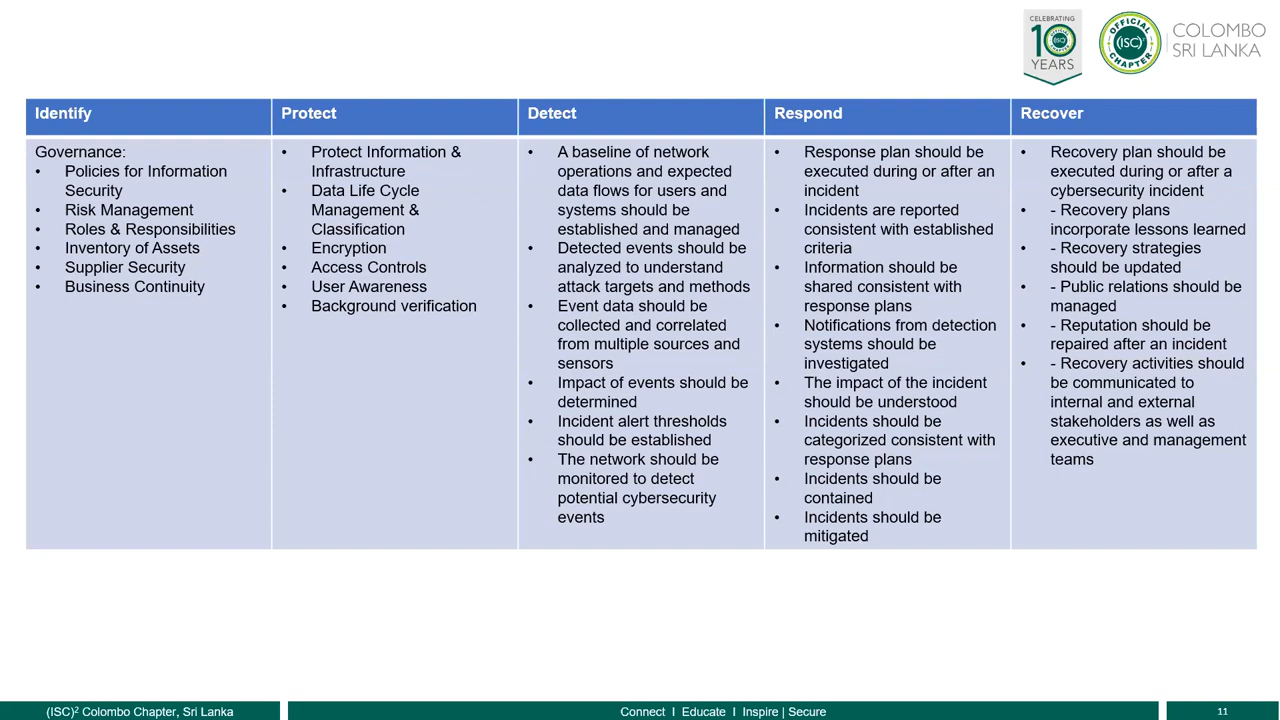 CELEBRATING
10
(ISC)²
YEARS
OFFICIAL
(ISC)²
CHAPTER
COLOMBO
SRI LANKA
Identify
Protect
Detect
Respond
Recover
Governance:
• Policies for Information
Security
• Risk Management
• Roles & Responsibilities
• Inventory of Assets
• Supplier Security
• Business Continuity
• Protect Information &
Infrastructure
• Data Life Cycle
Management &
Classification
• Encryption
• Access Controls
• User Awareness
• Background verification
• A baseline of network
operations and expected
data flows for users and
systems should be
established and managed
• Detected events should be
analyzed to understand
attack targets and methods
• Event data should be
collected and correlated
from multiple sources and
sensors
• Impact of events should be
determined
• Incident alert thresholds
should be established
• The network should be
monitored to detect
potential cybersecurity
events
• Response plan should be
executed during or after an
incident
• Incidents are reported
consistent with established
criteria
• Information should be
shared consistent with
response plans
• Notifications from detection
systems should be
investigated
• The impact of the incident
should be understood
• Incidents should be
categorized consistent with
response plans
• Incidents should be
contained
• Incidents should be
mitigated
• Recovery plan should be
executed during or after a
cybersecurity incident
• - Recovery plans
incorporate lessons learned
• - Recovery strategies
should be updated
• - Public relations should be
managed
• - Reputation should be
repaired after an incident
• - Recovery activities should
be communicated to
internal and external
stakeholders as well as
executive and management
teams
(ISC)² Colombo Chapter, Sri Lanka
Connect I Educate I Inspire | Secure
11